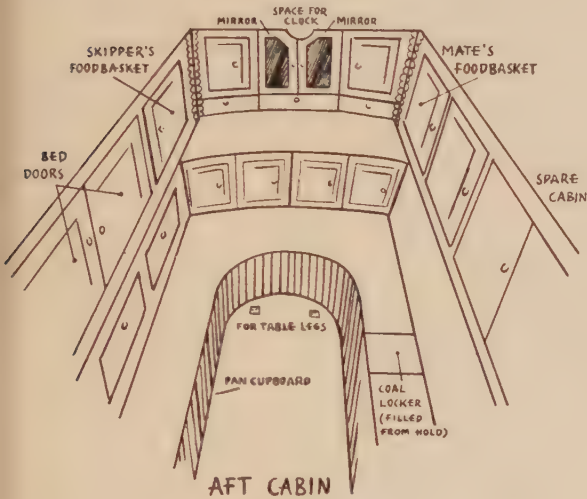 SPACE FOR
CLOCK
MIRROR
MIRROR
SKIPPER'S
FOODBASKET
MATE'S
FOODBASKET
BED
DOORS
SPARE
CABIN
FOR TABLE LEGS
PAN CUPBOARD
COAL
LOCKER
(FILLED
FROM HOLD)
AFT CABIN